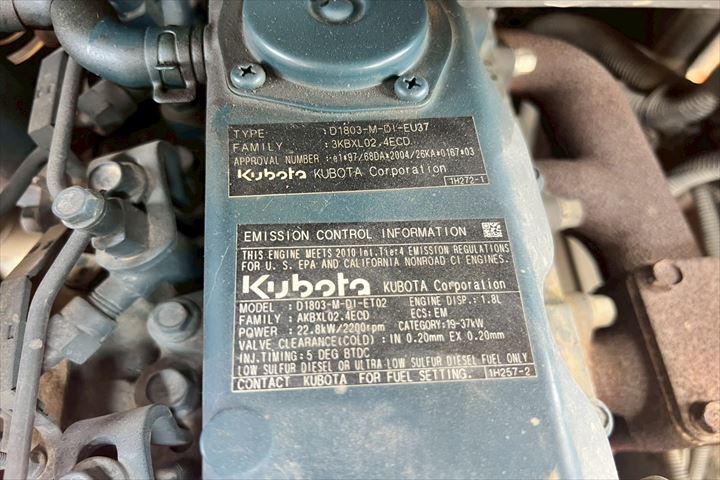 TYPE :D1803-M-DI-EU37
FAMILY :3KBXL02.4ECD
APPROVAL NUMBER :e1*97/68DA*2004/26KA*0167*03
Kubota KUBOTA Corporation
1H272-1
EMISSION CONTROL INFORMATION
THIS ENGINE MEETS 2010 Int.Tier4 EMISSION REGULATIONS
FOR U.S. EPA AND CALIFORNIA NONROAD CI ENGINES.
Kubota KUBOTA Corporation
MODEL :D1803-M-DI-ET02 ENGINE DISP.:1.8L
FAMILY :AKBXL02.4ECD ECS:EM
POWER :22.8kW/2200rpm CATEGORY:19-37kW
VALVE CLEARANCE(COLD) : IN 0.20mm EX 0.20mm
INJ.TIMING:5 DEG BTDC
LOW SULFUR DIESEL OR ULTRA LOW SULFUR DIESEL FUEL ONLY
CONTACT KUBOTA FOR FUEL SETTING. 1H257-2